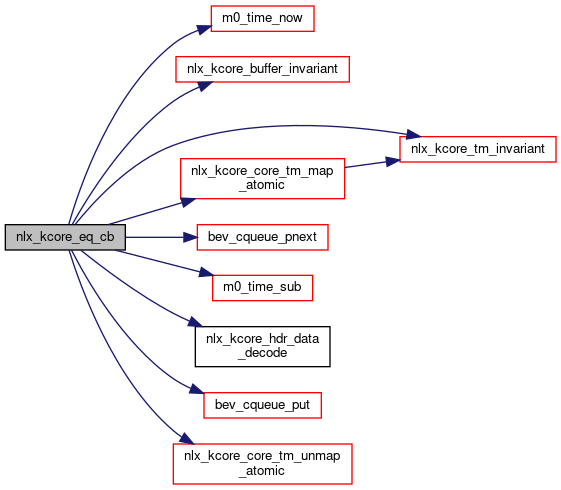 m0_time_now
nlx_kcore_buffer_invariant
nlx_kcore_tm_invariant
nlx_kcore_core_tm_map
_atomic
nlx_kcore_eq_cb
bev_cqueue_pnext
m0_time_sub
nlx_kcore_hdr_data
_decode
bev_cqueue_put
nlx_kcore_core_tm_unmap
_atomic